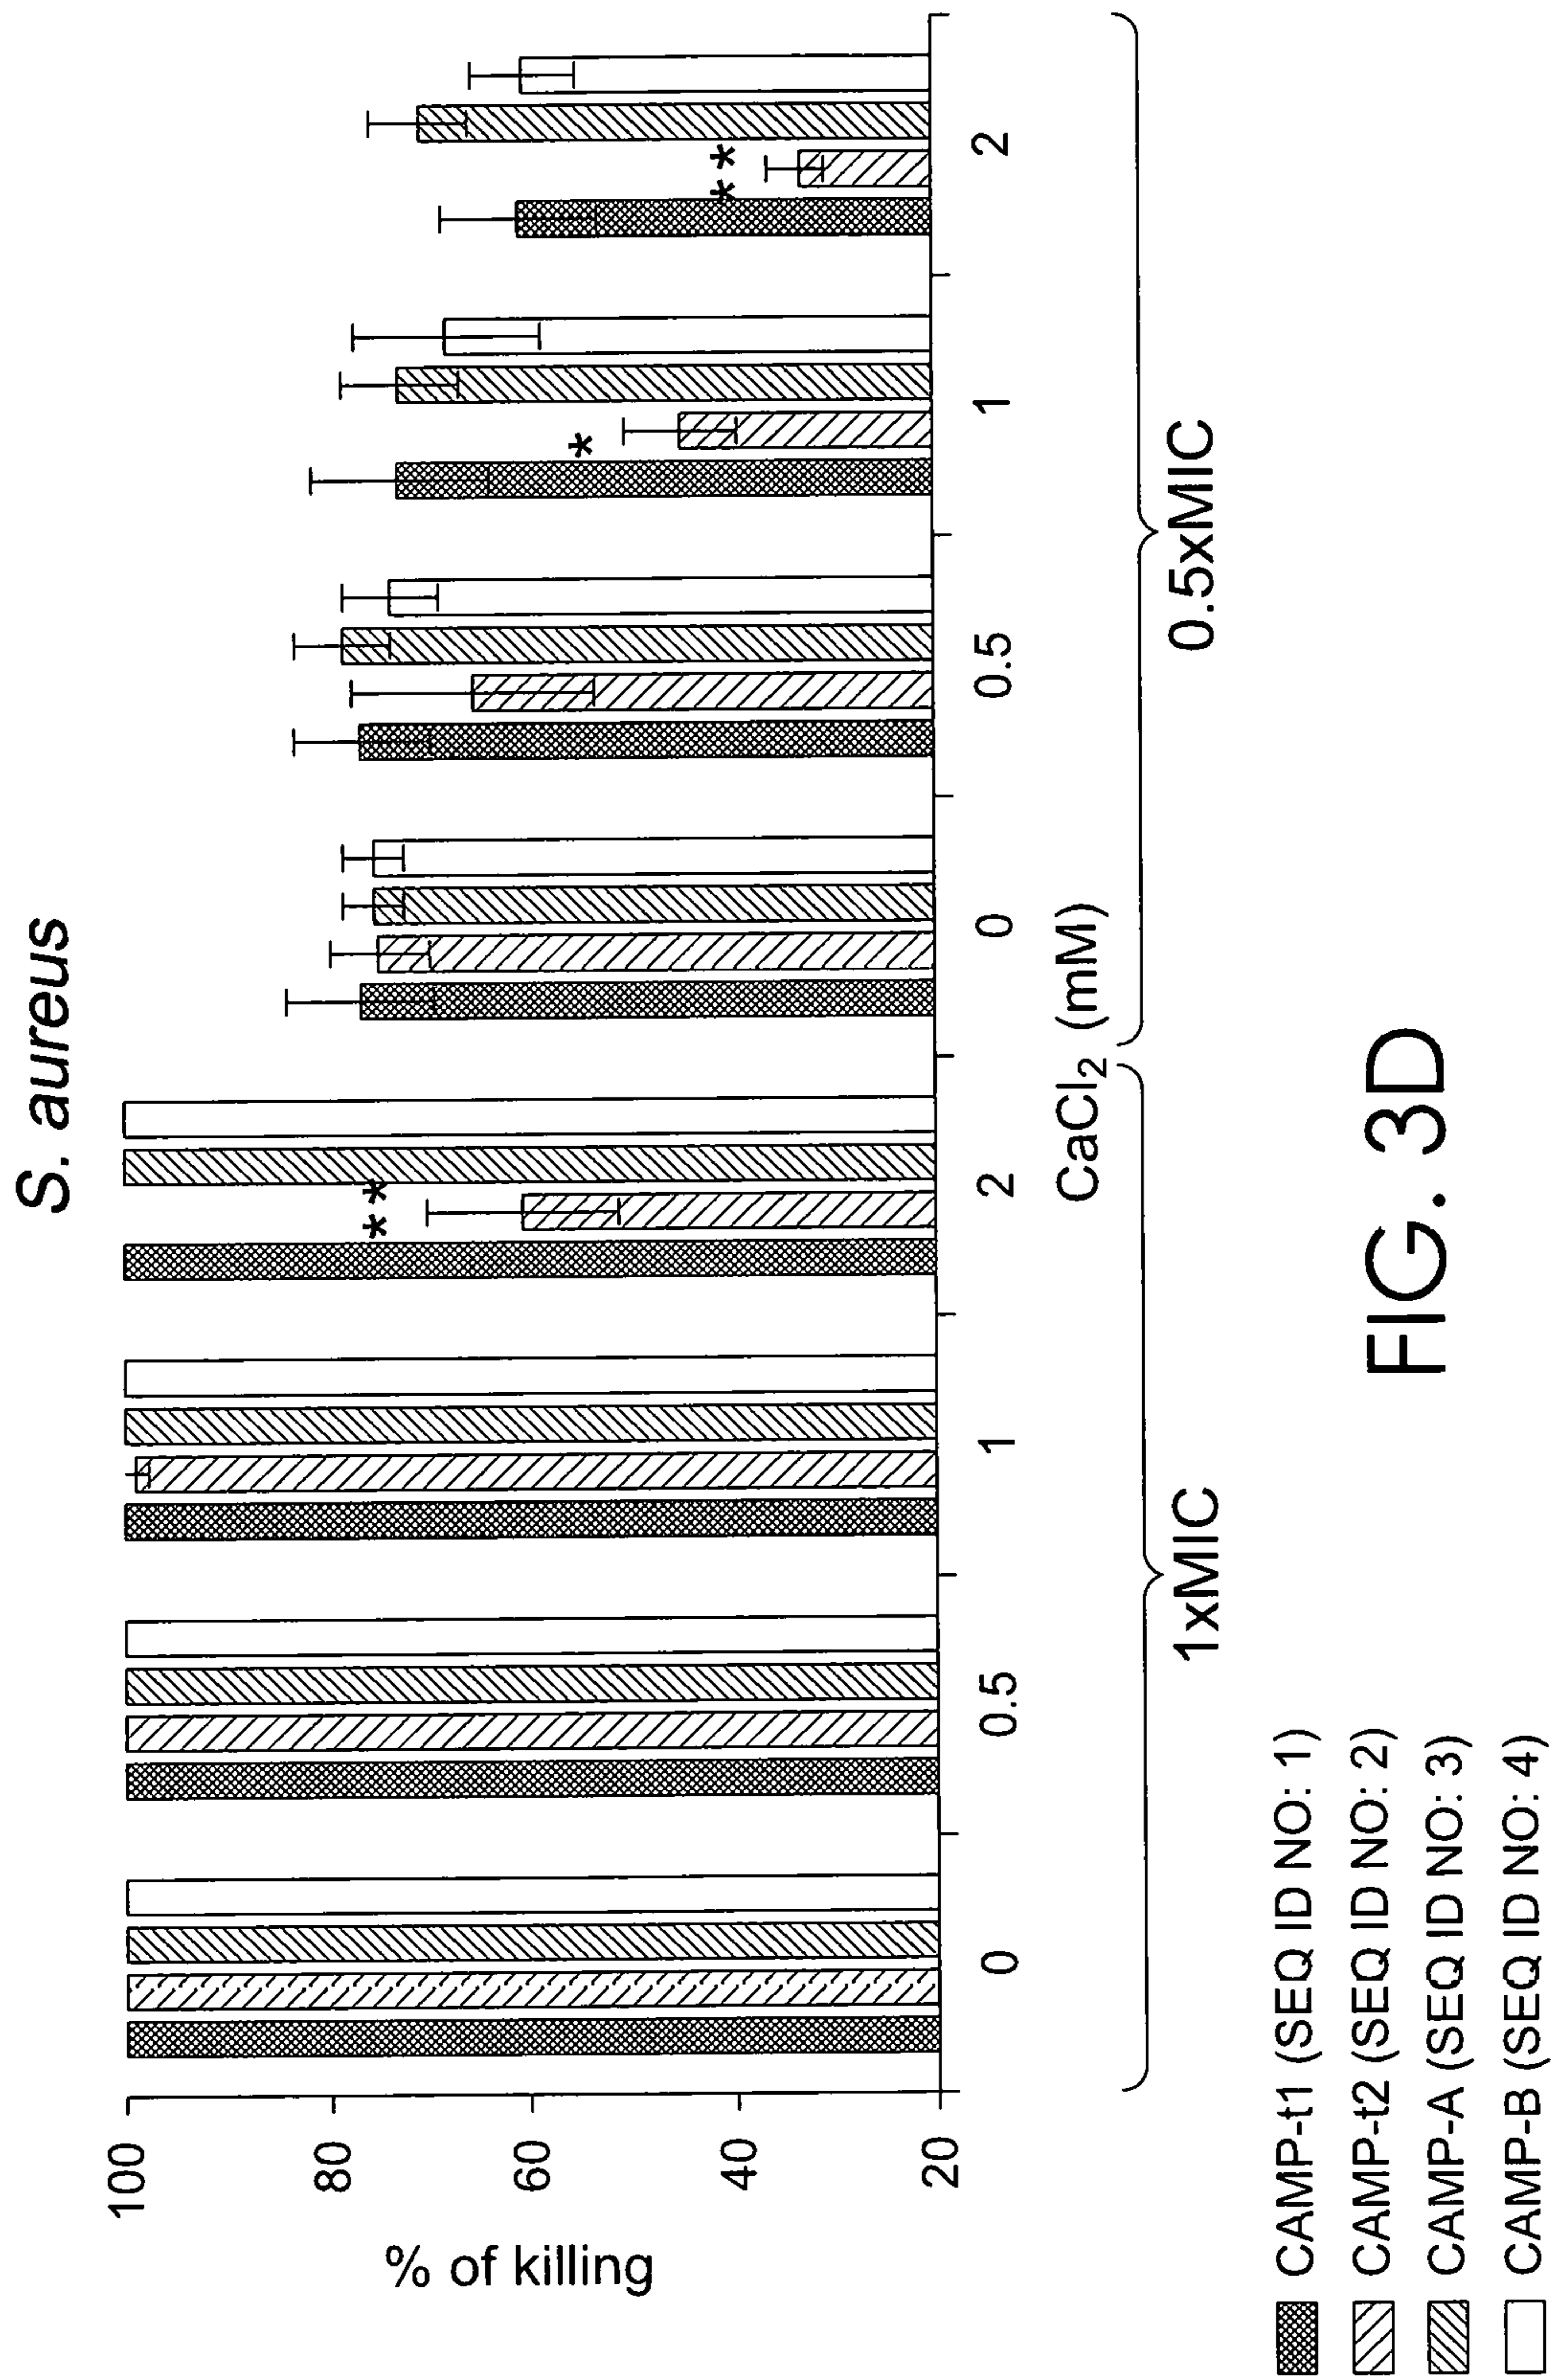 S. aureus
% of killing
100
80
60
40
20
* *
*
* *
0 0.5 1 2 0 0.5 1 2
CaCl2 (mM)
1xMIC 0.5xMIC
CAMP-t1 (SEQ ID NO: 1)
CAMP-t2 (SEQ ID NO: 2)
CAMP-A (SEQ ID NO: 3)
CAMP-B (SEQ ID NO: 4)
FIG. 3D